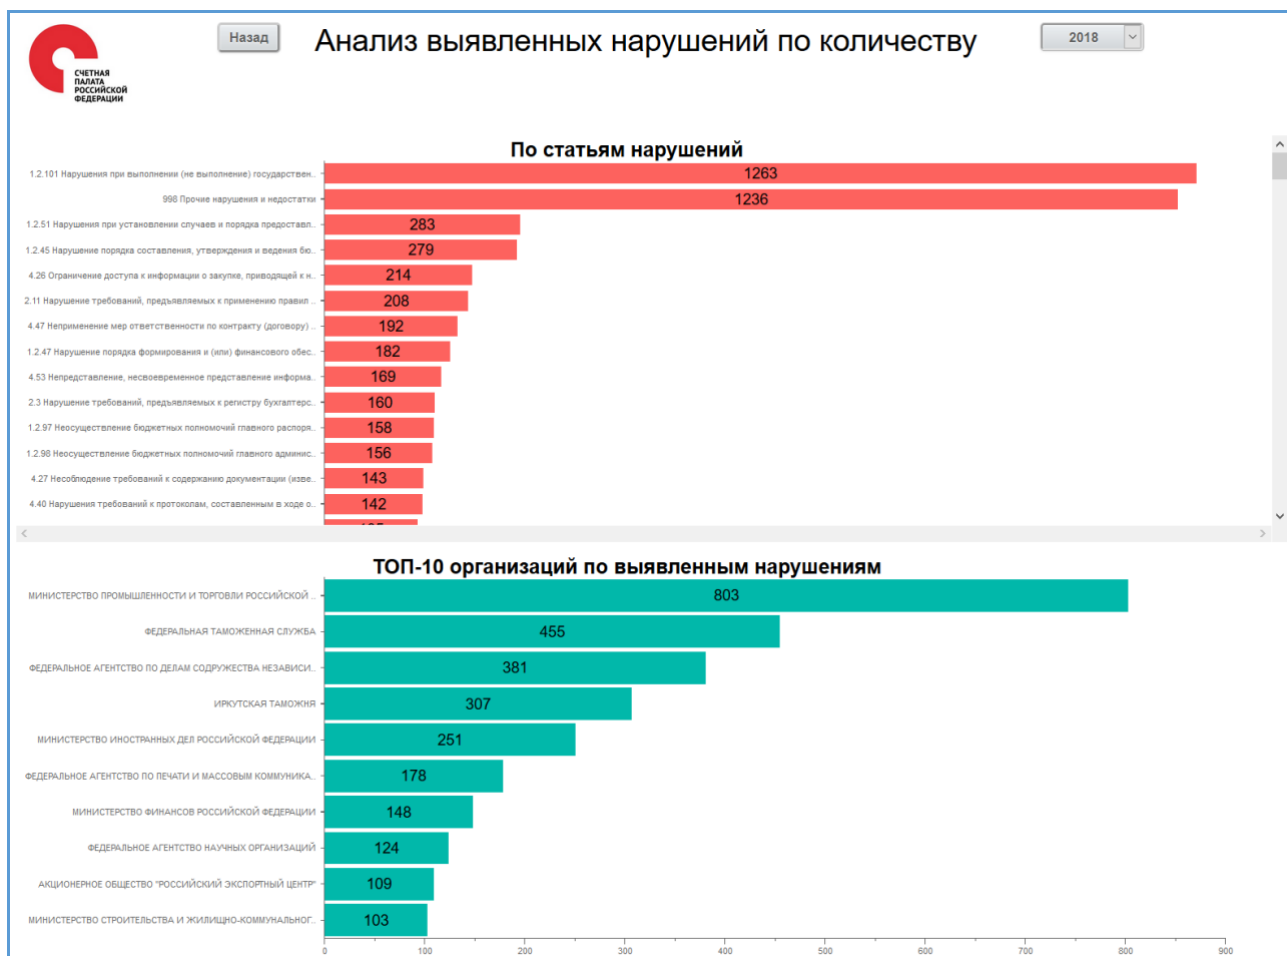 СЧЕТНАЯ
ПАЛАТА
РОССИЙСКОЙ
ФЕДЕРАЦИИ
Назад
Анализ выявленных нарушений по количеству
2018
По статьям нарушений
1.2.101 Нарушения при выполнении (не выполнение) государствен.. 1263
998 Прочие нарушения и недостатки 1236
1.2.51 Нарушения при установлении случаев и порядка предоставл.. 283
1.2.45 Нарушение порядка составления, утверждения и ведения бю.. 279
4.26 Ограничение доступа к информации о закупке, приводящей к н.. 214
2.11 Нарушение требований, предъявляемых к применению правил .. 208
4.47 Неприменение мер ответственности по контракту (договору) .. 192
1.2.47 Нарушение порядка формирования и (или) финансового обес.. 182
4.53 Непредставление, несвоевременное представление информа.. 169
2.3 Нарушение требований, предъявляемых к регистру бухгалтерс.. 160
1.2.97 Неосуществление бюджетных полномочий главного распоря.. 158
1.2.98 Неосуществление бюджетных полномочий главного админис.. 156
4.27 Несоблюдение требований к содержанию документации (изве.. 143
4.40 Нарушения требований к протоколам, составленным в ходе о.. 142
ТОП-10 организаций по выявленным нарушениям
МИНИСТЕРСТВО ПРОМЫШЛЕННОСТИ И ТОРГОВЛИ РОССИЙСКОЙ .. 803
ФЕДЕРАЛЬНАЯ ТАМОЖЕННАЯ СЛУЖБА 455
ФЕДЕРАЛЬНОЕ АГЕНТСТВО ПО ДЕЛАМ СОДРУЖЕСТВА НЕЗАВИСИ.. 381
ИРКУТСКАЯ ТАМОЖНЯ 307
МИНИСТЕРСТВО ИНОСТРАННЫХ ДЕЛ РОССИЙСКОЙ ФЕДЕРАЦИИ 251
ФЕДЕРАЛЬНОЕ АГЕНТСТВО ПО ПЕЧАТИ И МАССОВЫМ КОММУНИКА.. 178
МИНИСТЕРСТВО ФИНАНСОВ РОССИЙСКОЙ ФЕДЕРАЦИИ 148
ФЕДЕРАЛЬНОЕ АГЕНТСТВО НАУЧНЫХ ОРГАНИЗАЦИЙ 124
АКЦИОНЕРНОЕ ОБЩЕСТВО "РОССИЙСКИЙ ЭКСПОРТНЫЙ ЦЕНТР" 109
МИНИСТЕРСТВО СТРОИТЕЛЬСТВА И ЖИЛИЩНО-КОММУНАЛЬНОГ.. 103
0 100 200 300 400 500 600 700 800 900